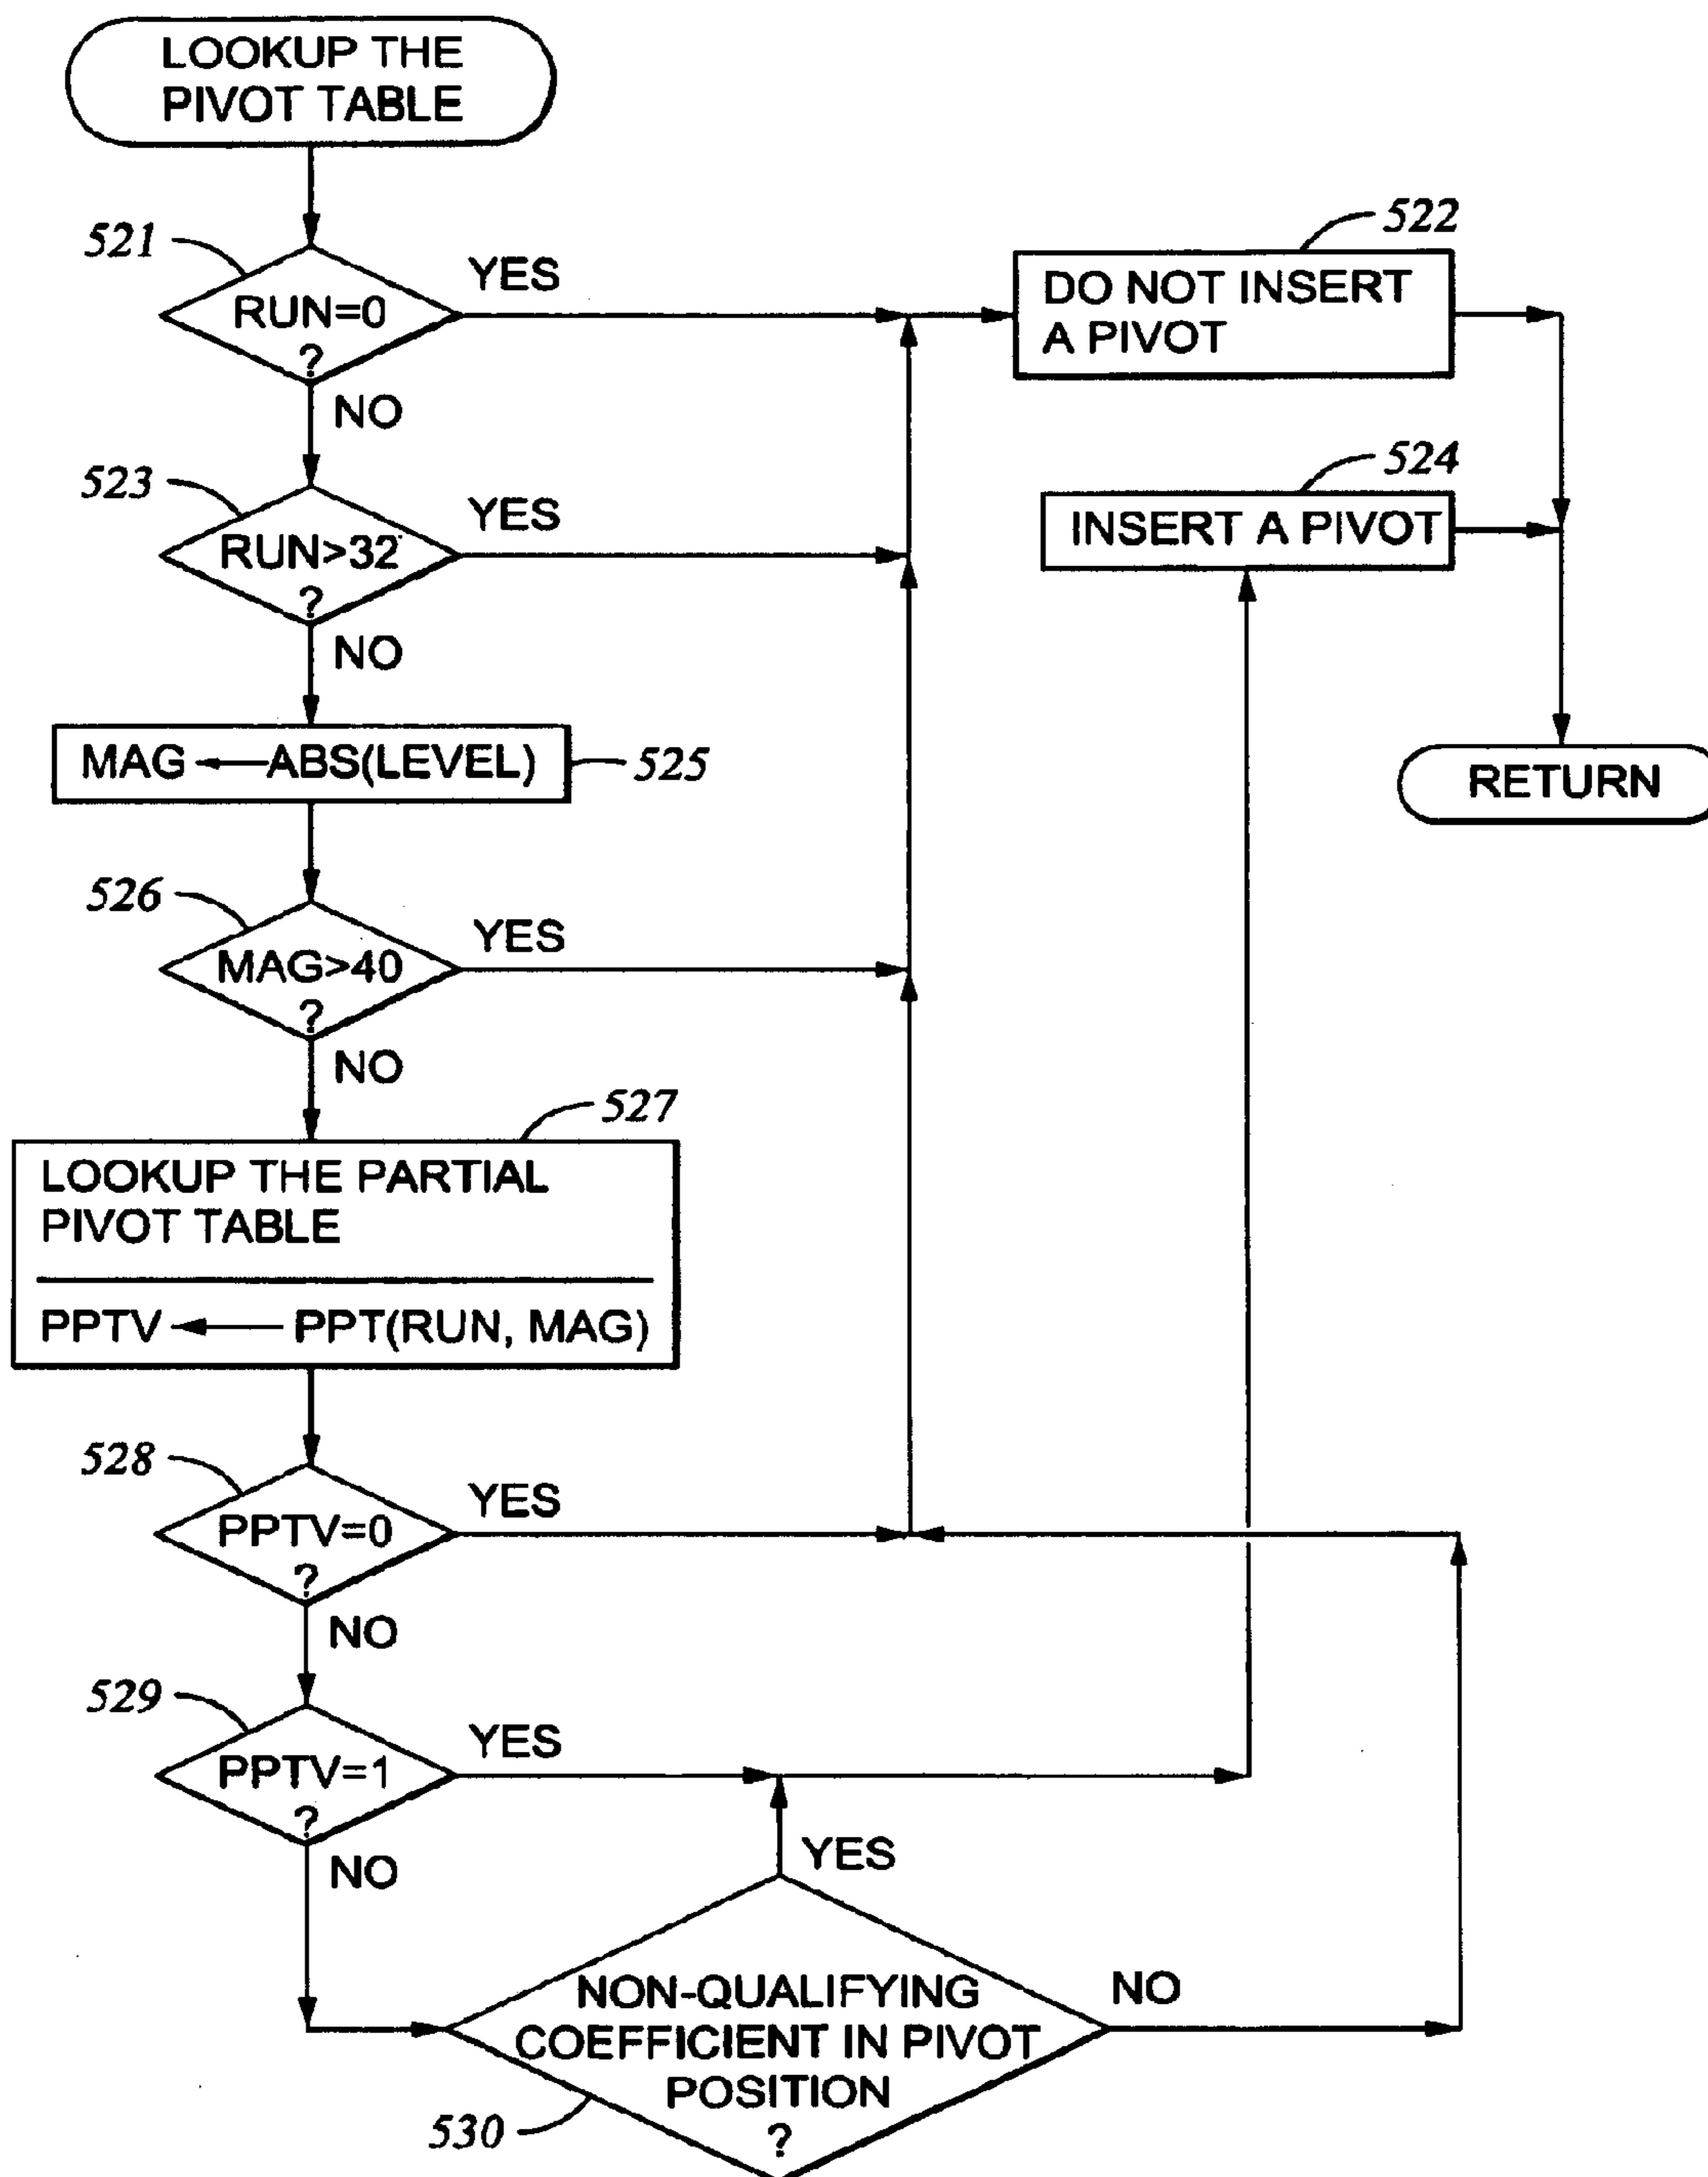 LOOKUP THE
PIVOT TABLE
521
RUN=0
?
YES
NO
522
DO NOT INSERT
A PIVOT
523
RUN>32
?
YES
NO
524
INSERT A PIVOT
MAG ← ABS(LEVEL)
525
RETURN
526
MAG>40
?
YES
NO
527
LOOKUP THE PARTIAL
PIVOT TABLE
PPTV ← PPT(RUN, MAG)
528
PPTV=0
?
YES
NO
529
PPTV=1
?
YES
NO
YES
NON-QUALIFYING
COEFFICIENT IN PIVOT
POSITION
?
NO
530